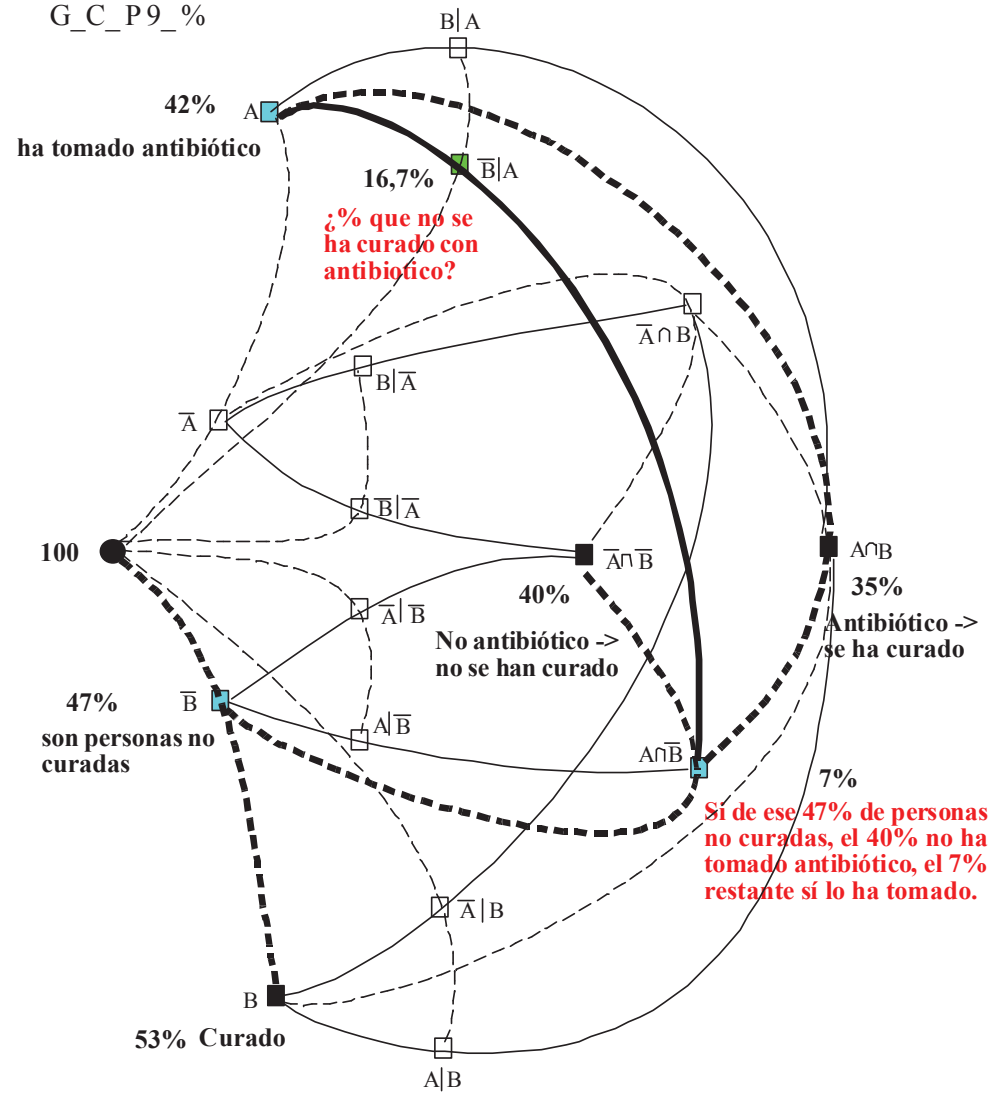 G_C_P9_%
B|A
42%
A
ha tomado antibiótico
16,7%
B̅|A
¿% que no se
ha curado con
antibiotico?
A̅∩B
B|A̅
A̅
B̅|A̅
100
A̅∩B̅
A∩B
40%
35%
A̅|B̅
No antibiótico ->
no se han curado
Antibiótico ->
se ha curado
47%
B̅
son personas no
curadas
A|B̅
A∩B̅
7%
Si de ese 47% de personas
no curadas, el 40% no ha
tomado antibiótico, el 7%
restante sí lo ha tomado.
A̅|B
B
53% Curado
A|B